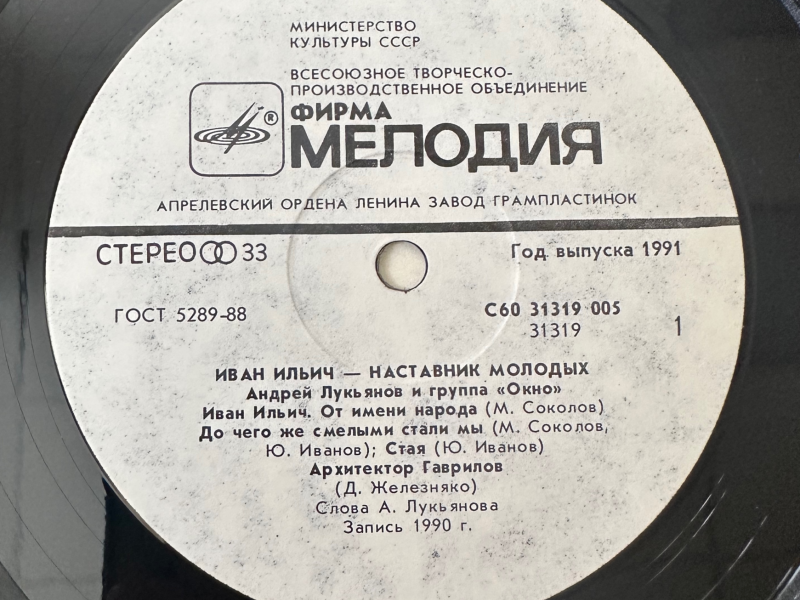 МИНИСТЕРСТВО
КУЛЬТУРЫ СССР
ВСЕСОЮЗНОЕ ТВОРЧЕСКО-
ПРОИЗВОДСТВЕННОЕ ОБЪЕДИНЕНИЕ
ФИРМА
®
МЕЛОДИЯ
АПРЕЛЕВСКИЙ ОРДЕНА ЛЕНИНА ЗАВОД ГРАМПЛАСТИНОК
СТЕРЕО 33
Год выпуска 1991
ГОСТ 5289-88
С60 31319 005
31319
1
ИВАН ИЛЬИЧ — НАСТАВНИК МОЛОДЫХ
Андрей Лукьянов и группа «Окно»
Иван Ильич. От имени народа (М. Соколов)
До чего же смелыми стали мы (М. Соколов,
Ю. Иванов); Стая (Ю. Иванов)
Архитектор Гаврилов
(Д. Железняко)
Слова А. Лукьянова
Запись 1990 г.